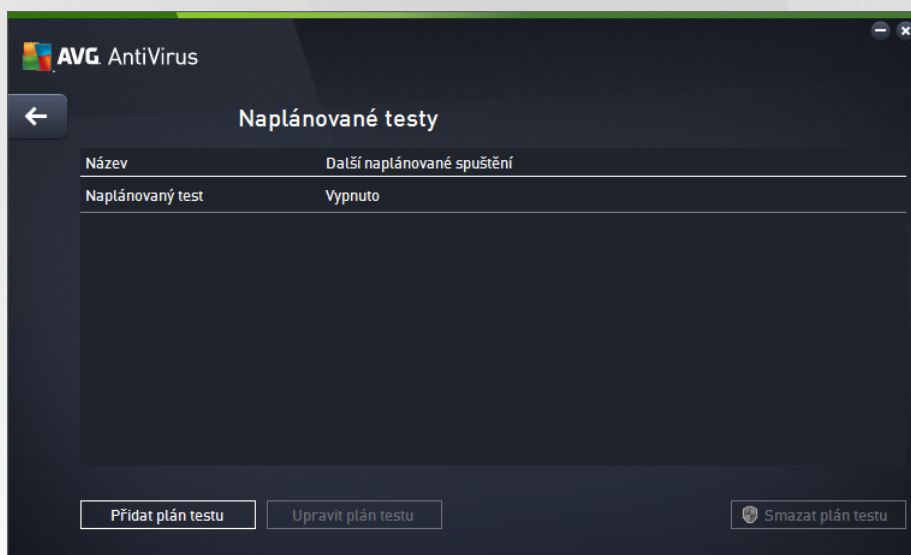 AVG. AntiVirus
Naplánované testy
Název Další naplánované spuštění
Naplánovaný test Vypnuto
Přidat plán testu Upravit plán testu Smazat plán testu